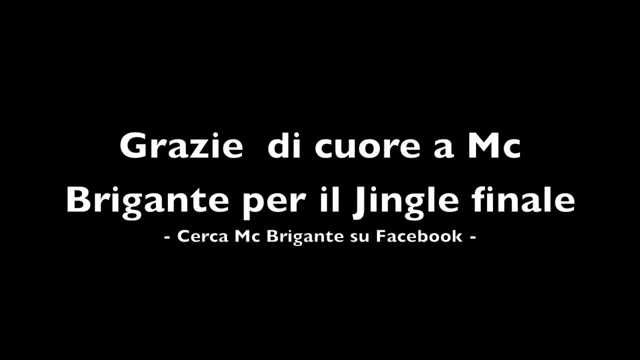 Grazie  di cuore a Mc
Brigante per il Jingle finale
- Cerca Mc Brigante su Facebook -